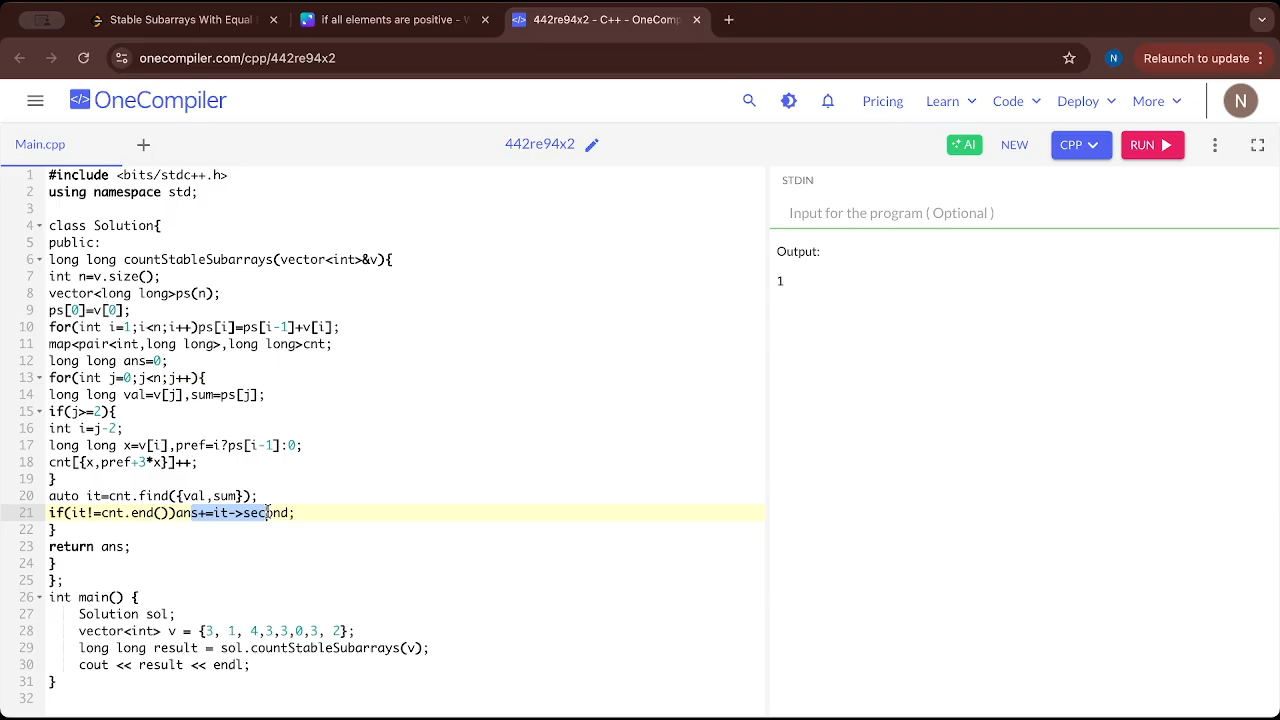 Stable Subarrays With Equal
if all elements are positive -
442re94x2 - C++ - OneComp
onecompiler.com/cpp/442re94x2
N
Relaunch to update
</> OneCompiler
Pricing
Learn
Code
Deploy
More
N
Main.cpp
442re94x2
AI
NEW
CPP
RUN
1 #include <bits/stdc++.h>
2 using namespace std;
3
4 class Solution{
5 public:
6 long long countStableSubarrays(vector<int>&v){
7 int n=v.size();
8 vector<long long>ps(n);
9 ps[0]=v[0];
10 for(int i=1;i<n;i++)ps[i]=ps[i-1]+v[i];
11 map<pair<int,long long>,long long>cnt;
12 long long ans=0;
13 for(int j=0;j<n;j++){
14 long long val=v[j],sum=ps[j];
15 if(j>=2){
16 int i=j-2;
17 long long x=v[i],pref=i?ps[i-1]:0;
18 cnt[{x,pref+3*x}]++;
19 }
20 auto it=cnt.find({val,sum});
21 if(it!=cnt.end())ans+=it->second;
22 }
23 return ans;
24 }
25 };
26 int main() {
27 Solution sol;
28 vector<int> v = {3, 1, 4,3,3,0,3, 2};
29 long long result = sol.countStableSubarrays(v);
30 cout << result << endl;
31 }
32
STDIN
Input for the program ( Optional )
Output:
1